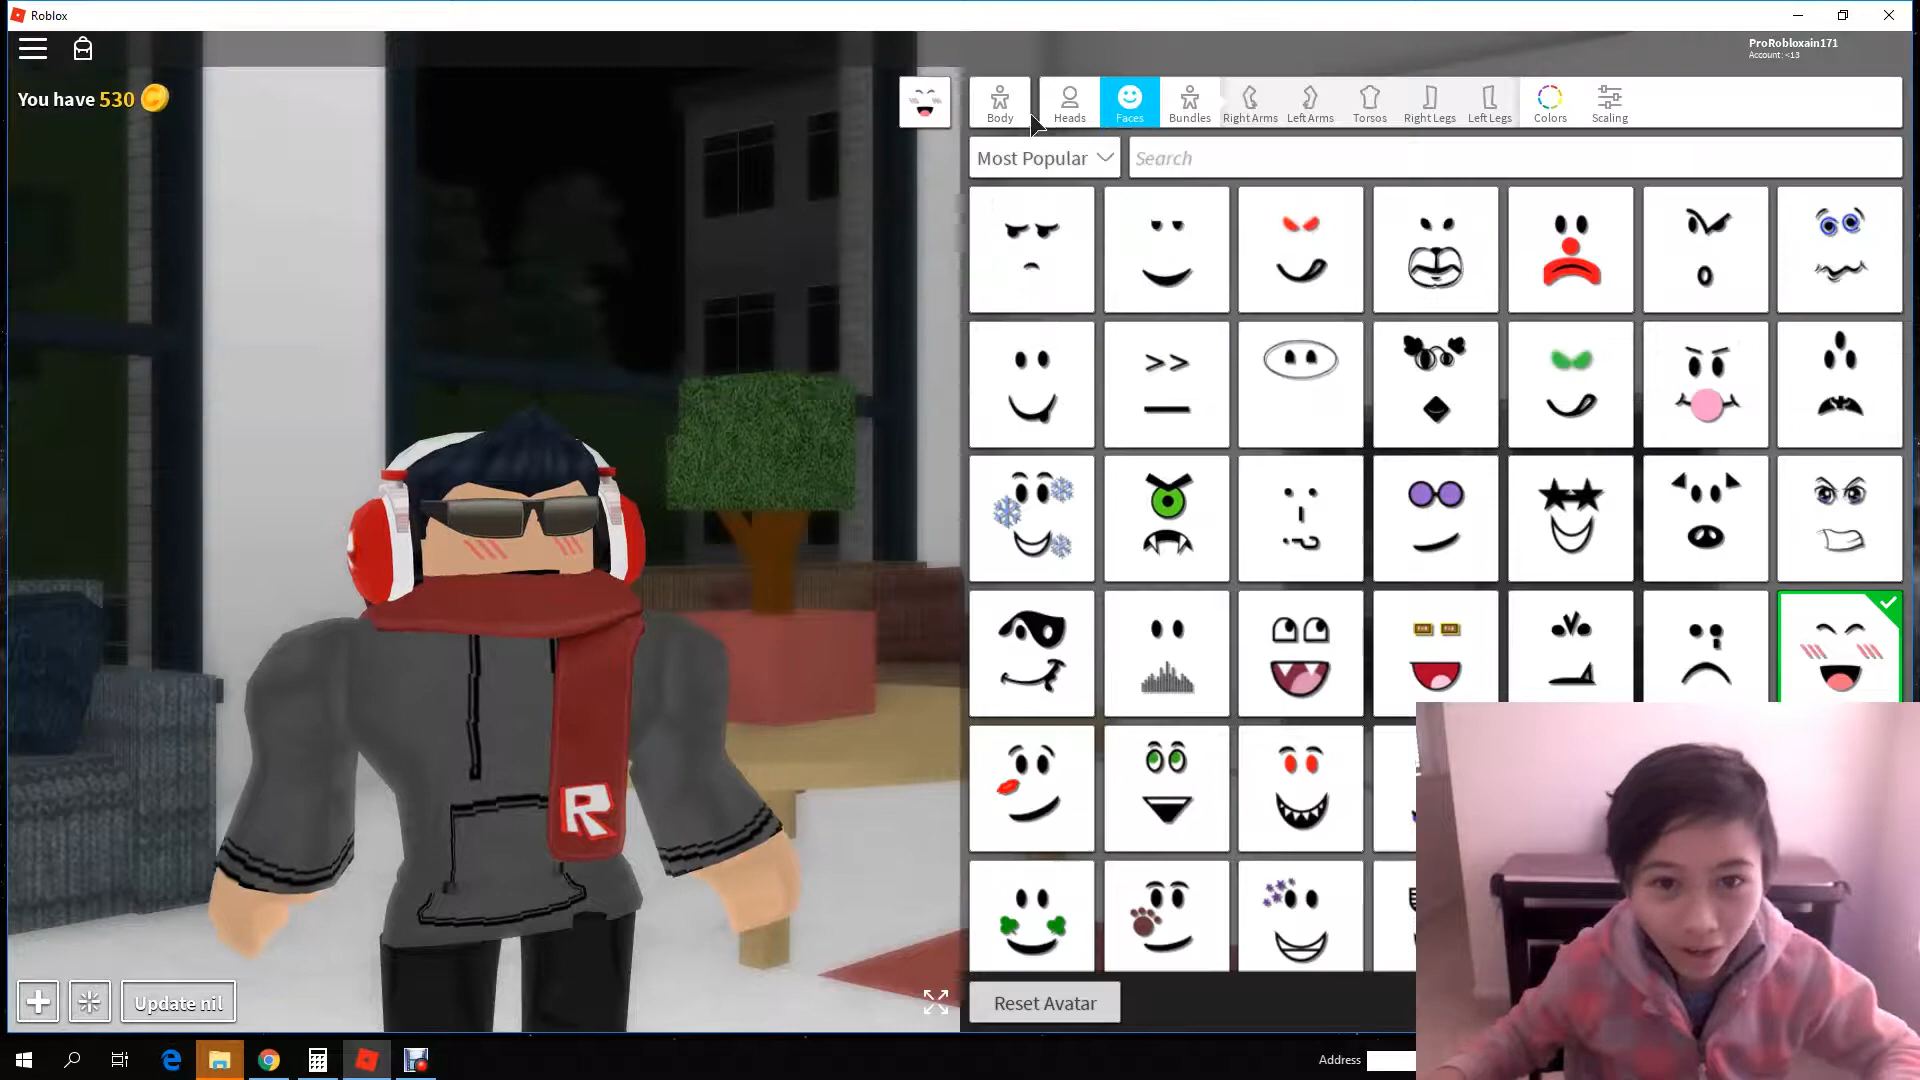 Roblox
ProRobloxain171
Account: <13
You have 530
Body
Heads
Faces
Bundles
Right Arms
Left Arms
Torsos
Right Legs
Left Legs
Colors
Scaling
Most Popular
Search
R
Update nil
Reset Avatar
Address